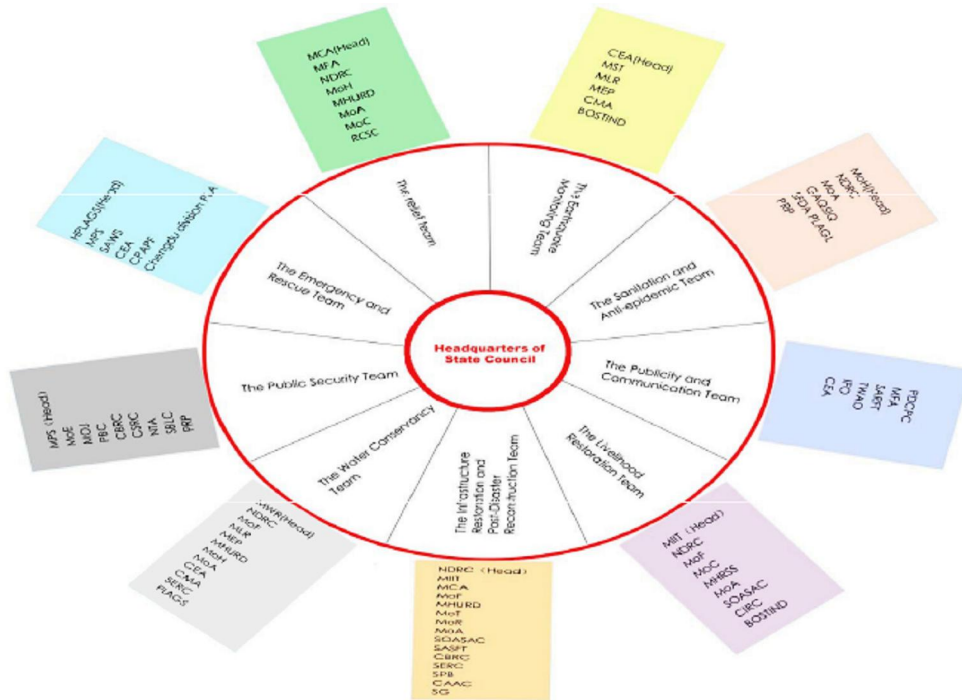 MCA(Head)
MFA
NDRC
MoH
MHURD
MoA
MoC
RCSC
CEA(Head)
MST
MLR
MEP
CMA
BOSTIND
MoH(Head)
NDRC
MoA
GAQSIQ
SFDA PLAGL
PRP
PDCPC
MFA
SARFT
TWAO
IFO
CEA
MIIT (Head)
NDRC
MoF
MoC
MHRSS
MoA
SOASAC
CIRC
BOSTIND
NDRC (Head)
MIIT
MCA
MoF
MHURD
MoT
MoR
MoA
SOASAC
SASFT
CBRC
SERC
SPB
CAAC
SG
MWR(Head)
NDRC
MoF
MLR
MEP
MHURD
MoH
MoA
CEA
CMA
SERC
PLAGS
MPS (Head)
MoE
MOJ
PBC
CBRC
CSRC
NTA
SBLC
PRP
HPLAGS(Head)
MPS
SAWS
CEA
CPAPF
Chengdu division PLA
The relief team
The Earthquake
Monitoring Team
The Sanitation and
Anti-epidemic Team
The Publicity and
Communication Team
The Livelihood
Restoration Team
The Infrastructure
Restoration and
Post-Disaster
Reconstruction Team
The Water Conservancy
Team
The Public Security Team
The Emergency and
Rescue Team
Headquarters of
State Council